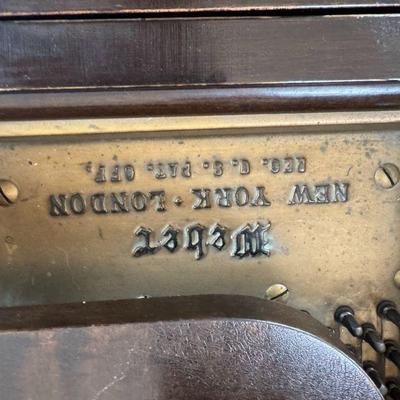 Weber
NEW YORK + LONDON
REG. U. S. PAT. OFF.